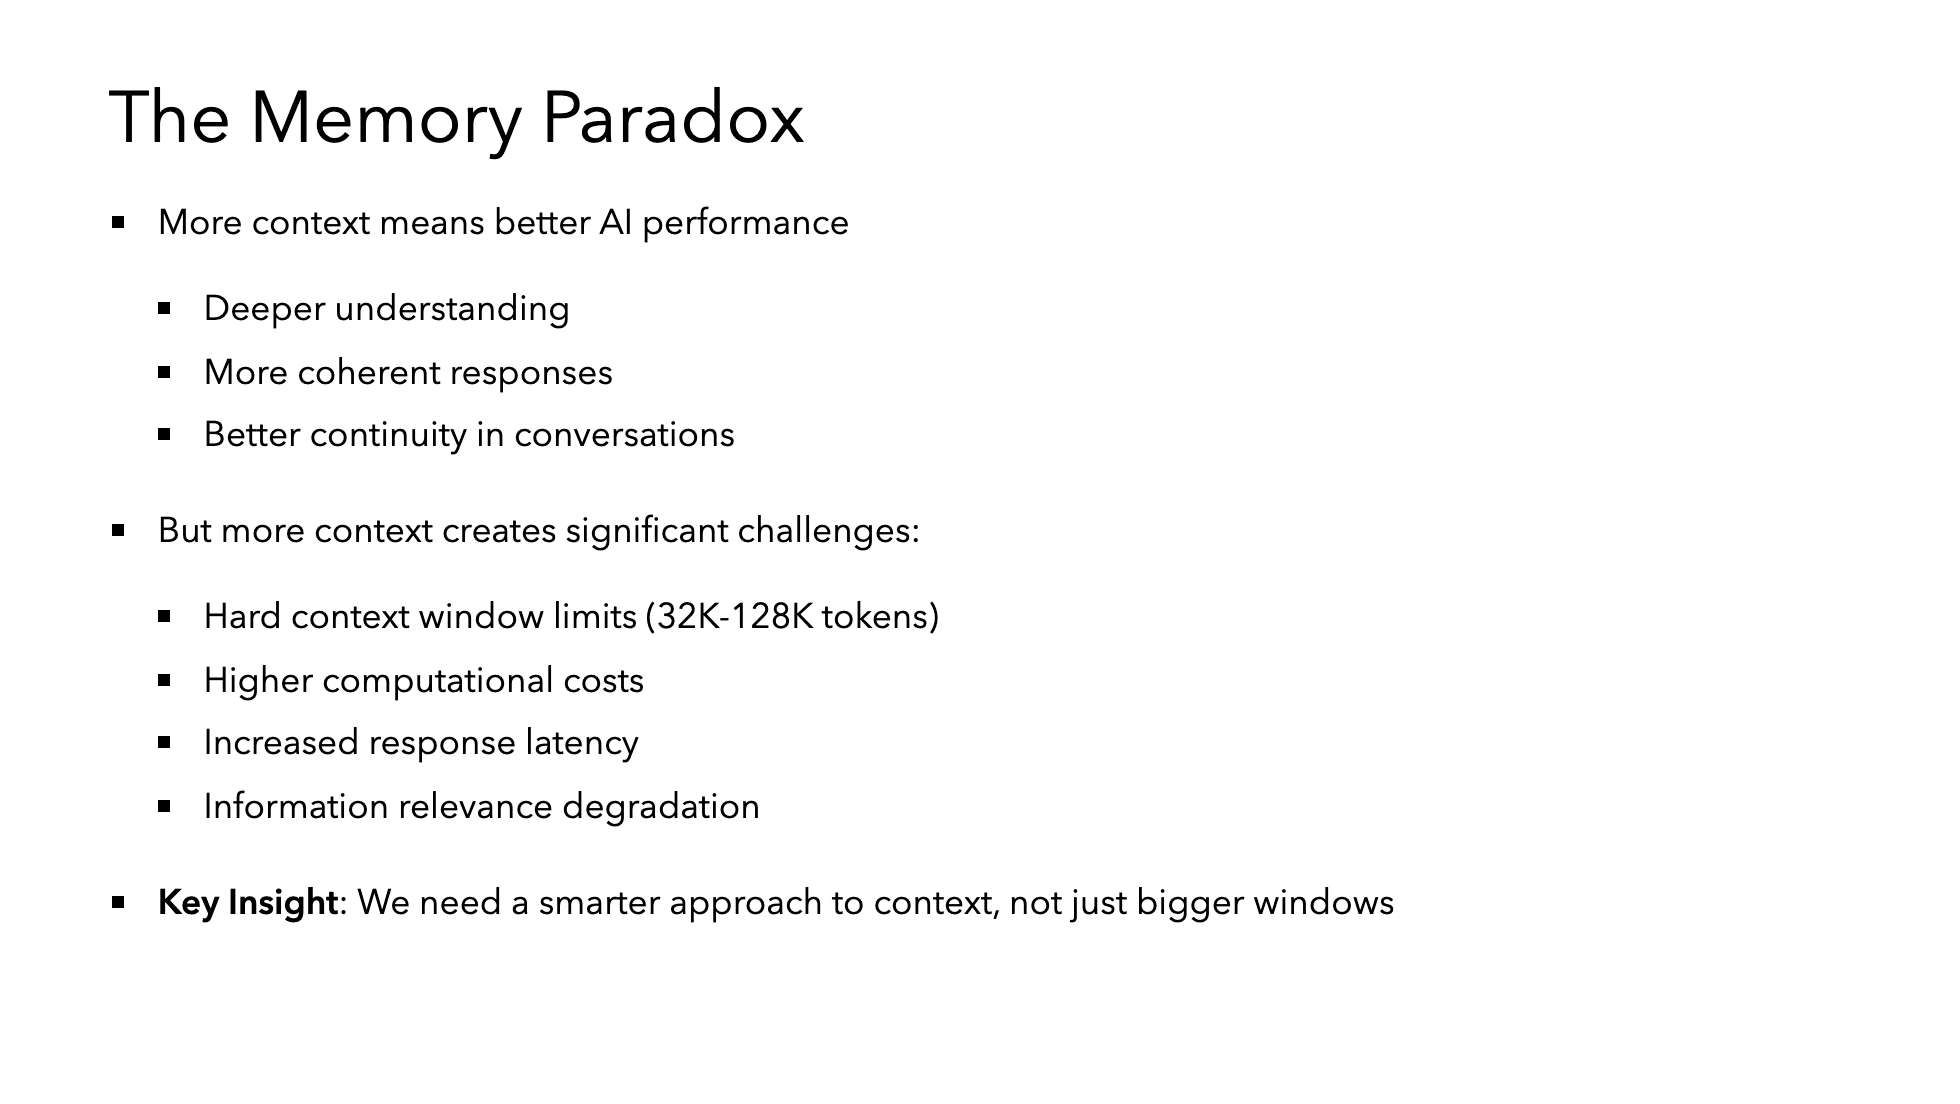 The Memory Paradox
▪ More context means better AI performance
▪ Deeper understanding
▪ More coherent responses
▪ Better continuity in conversations
▪ But more context creates significant challenges:
▪ Hard context window limits (32K-128K tokens)
▪ Higher computational costs
▪ Increased response latency
▪ Information relevance degradation
▪ Key Insight: We need a smarter approach to context, not just bigger windows